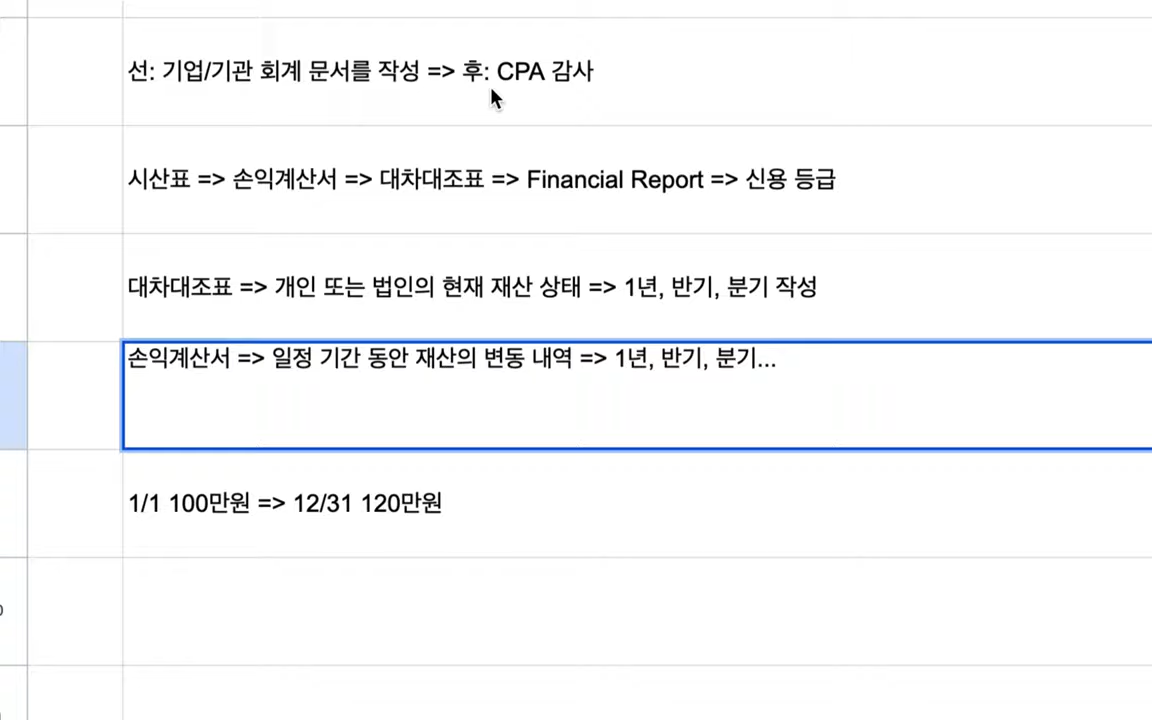 선: 기업/기관 회계 문서를 작성 => 후: CPA 감사
시산표 => 손익계산서 => 대차대조표 => Financial Report => 신용 등급
대차대조표 => 개인 또는 법인의 현재 재산 상태 => 1년, 반기, 분기 작성
손익계산서 => 일정 기간 동안 재산의 변동 내역 => 1년, 반기, 분기...
1/1 100만원 => 12/31 120만원